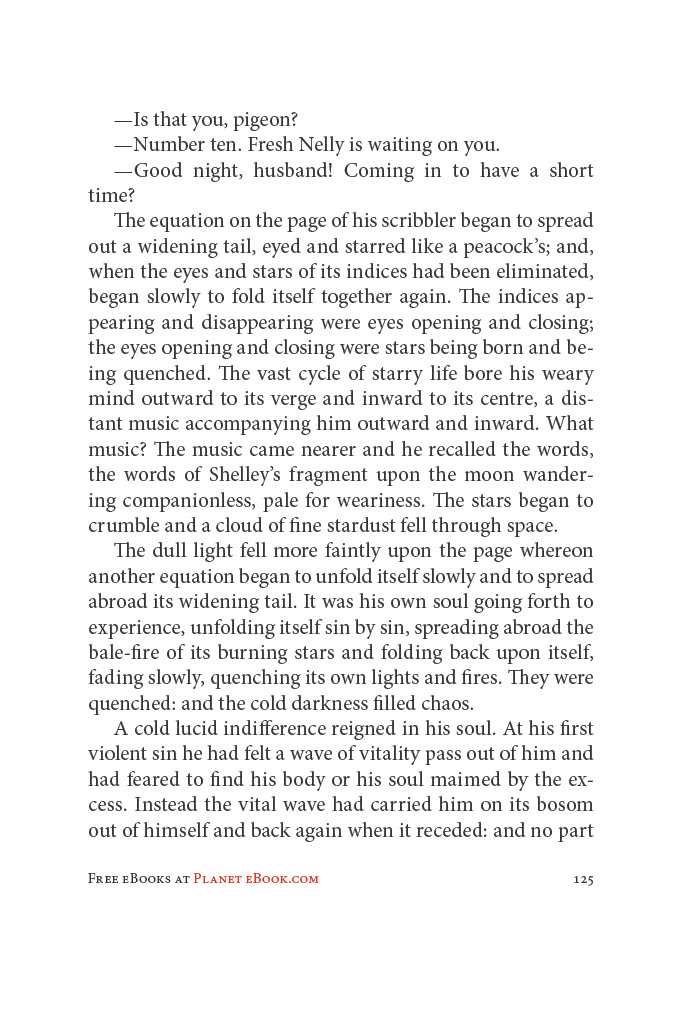 —Is that you, pigeon?
—Number ten. Fresh Nelly is waiting on you.
—Good night, husband! Coming in to have a short
time?
The equation on the page of his scribbler began to spread
out a widening tail, eyed and starred like a peacock’s; and,
when the eyes and stars of its indices had been eliminated,
began slowly to fold itself together again. The indices ap-
pearing and disappearing were eyes opening and closing;
the eyes opening and closing were stars being born and be-
ing quenched. The vast cycle of starry life bore his weary
mind outward to its verge and inward to its centre, a dis-
tant music accompanying him outward and inward. What
music? The music came nearer and he recalled the words,
the words of Shelley’s fragment upon the moon wander-
ing companionless, pale for weariness. The stars began to
crumble and a cloud of fine stardust fell through space.
The dull light fell more faintly upon the page whereon
another equation began to unfold itself slowly and to spread
abroad its widening tail. It was his own soul going forth to
experience, unfolding itself sin by sin, spreading abroad the
bale-fire of its burning stars and folding back upon itself,
fading slowly, quenching its own lights and fires. They were
quenched: and the cold darkness filled chaos.
A cold lucid indifference reigned in his soul. At his first
violent sin he had felt a wave of vitality pass out of him and
had feared to find his body or his soul maimed by the ex-
cess. Instead the vital wave had carried him on its bosom
out of himself and back again when it receded: and no part
Free eBooks at Planet eBook.com 125